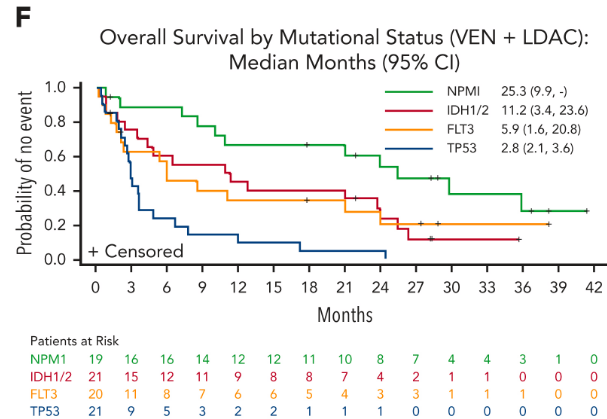 F
Overall Survival by Mutational Status (VEN + LDAC):
Median Months (95% CI)
NPMI 25.3 (9.9, -)
IDH1/2 11.2 (3.4, 23.6)
FLT3 5.9 (1.6, 20.8)
TP53 2.8 (2.1, 3.6)
Probability of no event
1.0
0.8
0.6
0.4
0.2
0.0
+ Censored
0 3 6 9 12 15 18 21 24 27 30 33 36 39 42
Months
Patients at Risk
NPM1 19 16 16 14 12 12 11 10 8 7 4 4 3 1 0
IDH1/2 21 15 12 11 9 8 8 7 4 2 1 1 0 0 0
FLT3 20 11 8 7 6 6 5 4 3 3 1 1 1 0 0
TP53 21 9 5 3 2 2 1 1 1 0 0 0 0 0 0